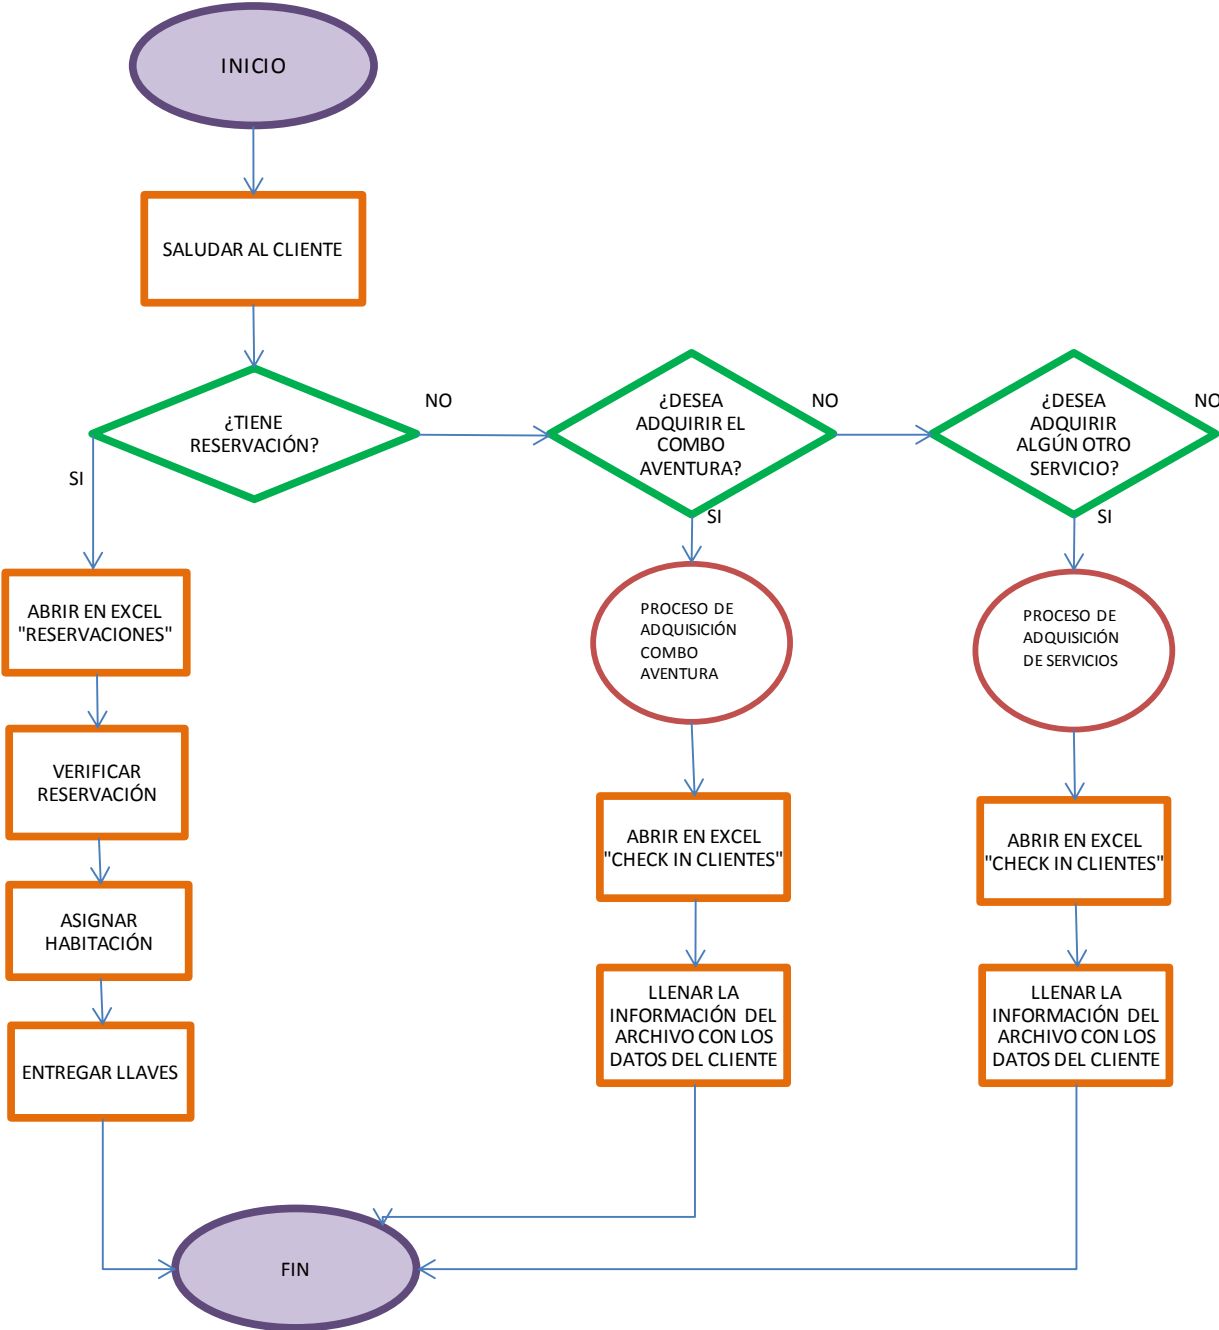 INICIO
SALUDAR AL CLIENTE
¿TIENE
RESERVACIÓN?
NO
SI
¿DESEA
ADQUIRIR EL
COMBO
AVENTURA?
NO
SI
¿DESEA
ADQUIRIR
ALGÚN OTRO
SERVICIO?
NO
SI
ABRIR EN EXCEL
"RESERVACIONES"
VERIFICAR
RESERVACIÓN
ASIGNAR
HABITACIÓN
ENTREGAR LLAVES
PROCESO DE
ADQUISICIÓN
COMBO
AVENTURA
ABRIR EN EXCEL
"CHECK IN CLIENTES"
LLENAR LA
INFORMACIÓN DEL
ARCHIVO CON LOS
DATOS DEL CLIENTE
PROCESO DE
ADQUISICIÓN
DE SERVICIOS
ABRIR EN EXCEL
"CHECK IN CLIENTES"
LLENAR LA
INFORMACIÓN DEL
ARCHIVO CON LOS
DATOS DEL CLIENTE
FIN